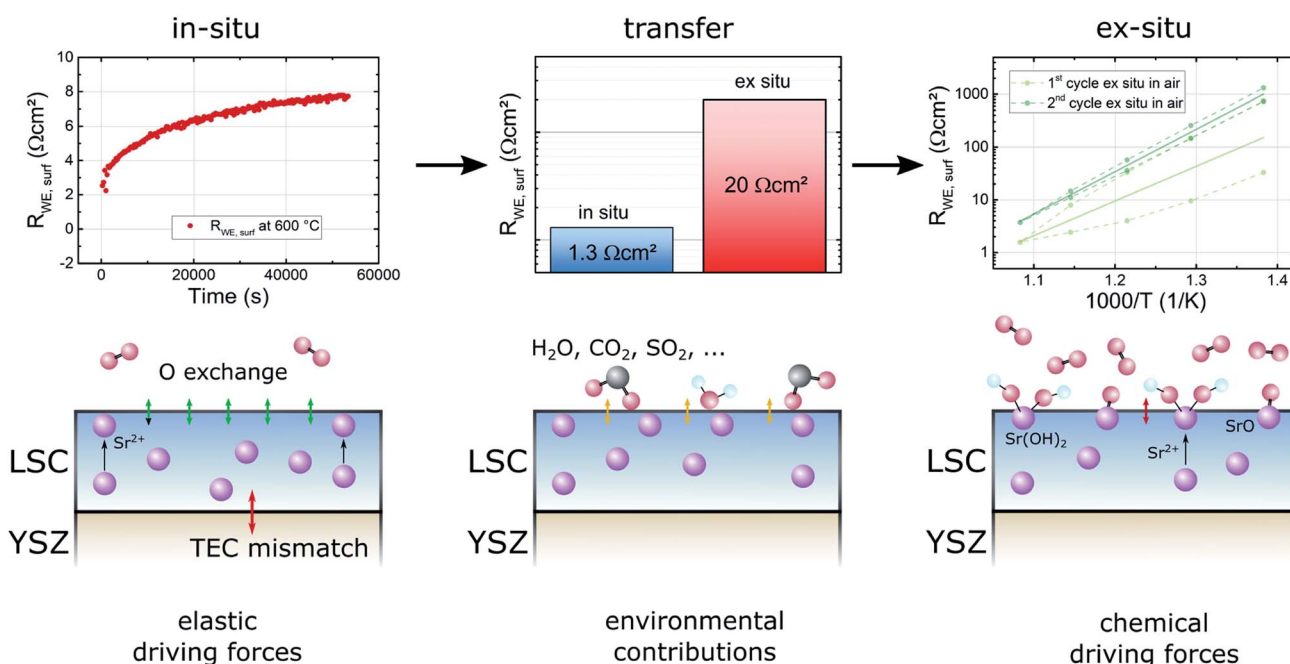 in-situ
R_WE, surf (Ωcm²)
10
8
6
4
2
0
-2
R_WE, surf at 600 °C
0
20000
40000
60000
Time (s)
transfer
R_WE, surf (Ωcm²)
in situ
1.3 Ωcm²
ex situ
20 Ωcm²
ex-situ
R_WE, surf (Ωcm²)
1000
100
10
1
1st cycle ex situ in air
2nd cycle ex situ in air
1.1
1.2
1.3
1.4
1000/T (1/K)
O exchange
Sr²⁺
LSC
YSZ
TEC mismatch
elastic
driving forces
H₂O, CO₂, SO₂, ...
LSC
YSZ
environmental
contributions
Sr(OH)₂
Sr²⁺
SrO
LSC
YSZ
chemical
driving forces